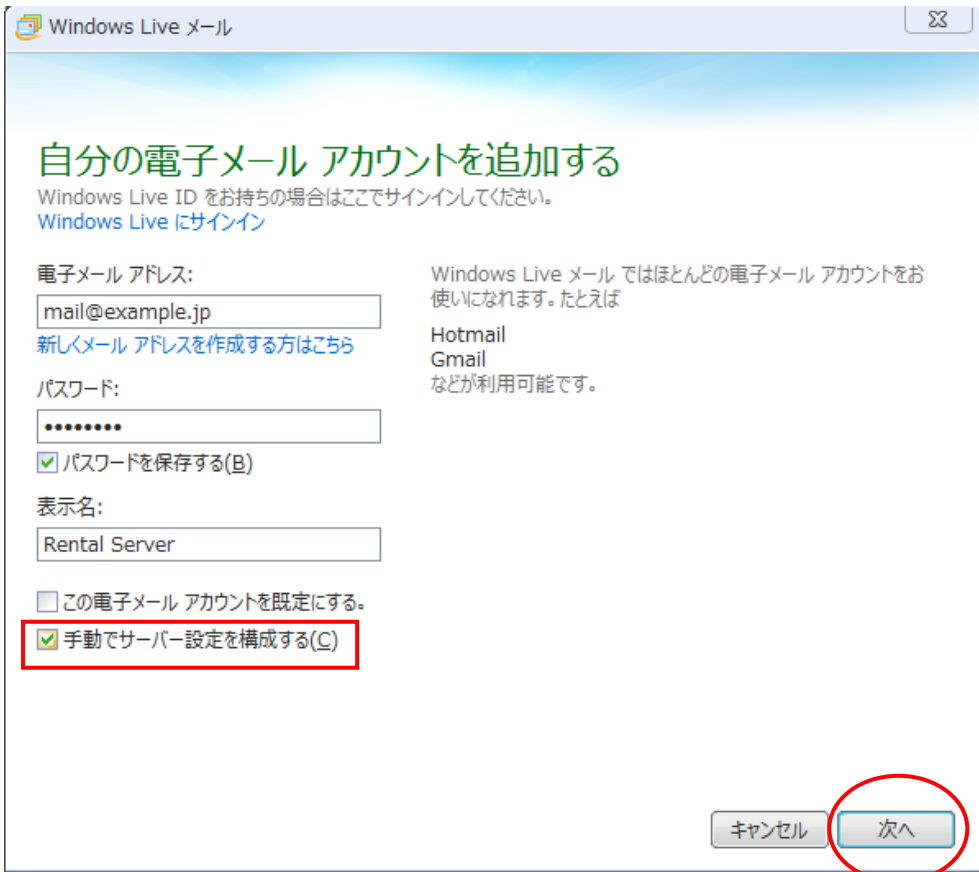 Windows Live メール
自分の電子メール アカウントを追加する
Windows Live ID をお持ちの場合はここでサインインしてください。
Windows Live にサインイン
電子メール アドレス:
mail@example.jp
新しくメール アドレスを作成する方はこちら
パスワード:
••••••••
パスワードを保存する(B)
表示名:
Rental Server
この電子メール アカウントを既定にする。
手動でサーバー設定を構成する(C)
Windows Live メール ではほとんどの電子メール アカウントをお
使いになれます。たとえば
Hotmail
Gmail
などが利用可能です。
キャンセル
次へ